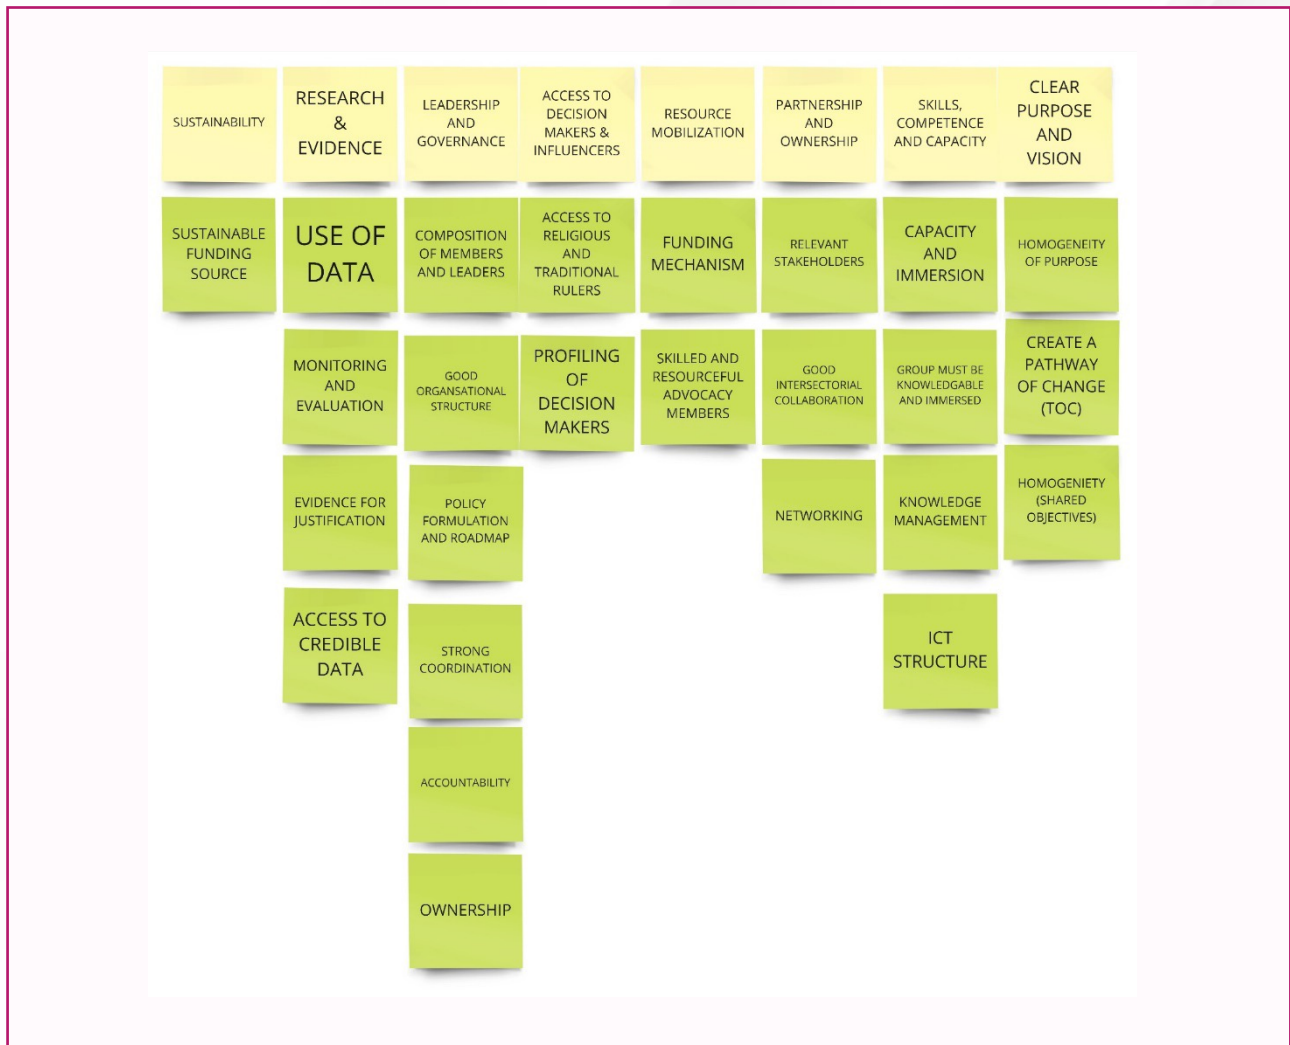 SUSTAINABILITY
RESEARCH
&
EVIDENCE
LEADERSHIP
AND
GOVERNANCE
ACCESS TO
DECISION
MAKERS &
INFLUENCERS
RESOURCE
MOBILIZATION
PARTNERSHIP
AND
OWNERSHIP
SKILLS,
COMPETENCE
AND CAPACITY
CLEAR
PURPOSE
AND
VISION
SUSTAINABLE
FUNDING
SOURCE
USE OF
DATA
COMPOSITION
OF MEMBERS
AND LEADERS
ACCESS TO
RELIGIOUS
AND
TRADITIONAL
RULERS
FUNDING
MECHANISM
RELEVANT
STAKEHOLDERS
CAPACITY
AND
IMMERSION
HOMOGENEITY
OF PURPOSE
MONITORING
AND
EVALUATION
GOOD
ORGANSATIONAL
STRUCTURE
PROFILING
OF
DECISION
MAKERS
SKILLED AND
RESOURCEFUL
ADVOCACY
MEMBERS
GOOD
INTERSECTORIAL
COLLABORATION
GROUP MUST BE
KNOWLEDGABLE
AND IMMERSED
CREATE A
PATHWAY
OF CHANGE
(TOC)
EVIDENCE FOR
JUSTIFICATION
POLICY
FORMULATION
AND ROADMAP
NETWORKING
KNOWLEDGE
MANAGEMENT
HOMOGENIETY
(SHARED
OBJECTIVES)
ACCESS TO
CREDIBLE
DATA
STRONG
COORDINATION
ICT
STRUCTURE
ACCOUNTABILITY
OWNERSHIP